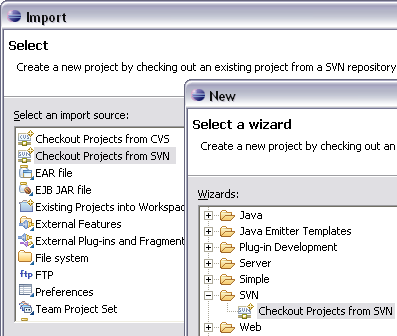 Import
Select
Create a new project by checking out an existing project from a SVN repository
Select an import source:
Checkout Projects from CVS
Checkout Projects from SVN
EAR file
EJB JAR file
Existing Projects into Workspac
External Features
External Plug-ins and Fragment
File system
ftp FTP
Preferences
Team Project Set
New
Select a wizard
Create a new project by checking out an
Wizards:
Java
Java Emitter Templates
Plug-in Development
Server
Simple
SVN
Checkout Projects from SVN
Web